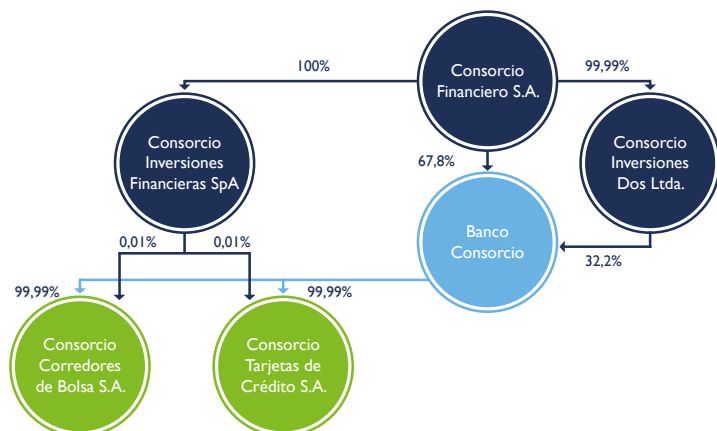 100%
Consorcio
Financiero S.A.
99,99%
Consorcio
Inversiones
Financieras SpA
67,8%
Consorcio
Inversiones
Dos Ltda.
Banco
Consorcio
0,01%
0,01%
32,2%
99,99%
99,99%
Consorcio
Corredores
de Bolsa S.A.
Consorcio
Tarjetas de
Crédito S.A.